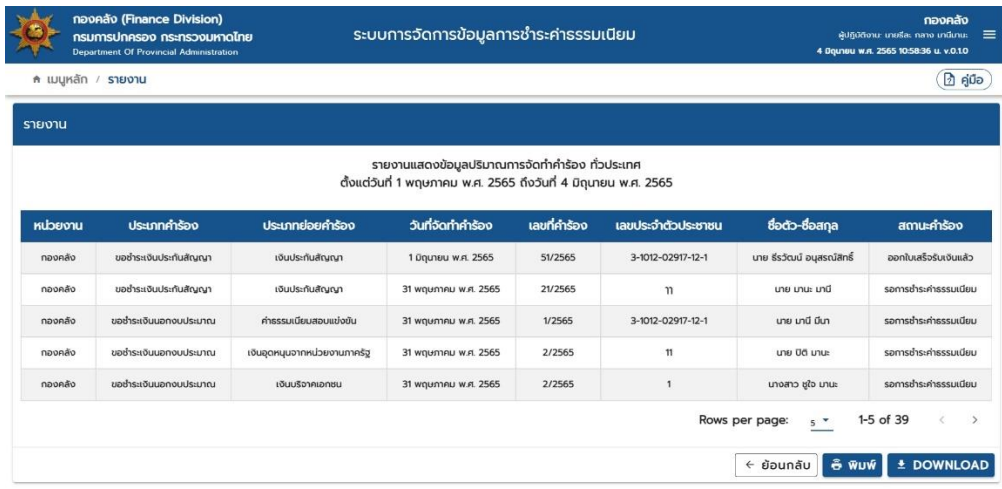 กองคลัง (Finance Division)
กรมการปกครอง กระทรวงมหาดไทย
Department Of Provincial Administration
ระบบการจัดการข้อมูลการชำระค่าธรรมเนียม
กองคลัง
ผู้ปฏิบัติงาน: นายธีละ กลาง เกนีเกนะ
4 มิถุนายน พ.ศ. 2565 10:58:36 น. v.0.1.0
เมนูหลัก / รายงาน
คู่มือ
รายงาน
รายงานแสดงข้อมูลปริมาณการจัดทำคำร้อง ทั่วประเทศ
ตั้งแต่วันที่ 1 พฤษภาคม พ.ศ. 2565 ถึงวันที่ 4 มิถุนายน พ.ศ. 2565
หน่วยงาน ประเภทคำร้อง ประเภทย่อยคำร้อง วันที่จัดทำคำร้อง เลขที่คำร้อง เลขประจำตัวประชาชน ชื่อตัว-ชื่อสกุล สถานะคำร้อง
กองคลัง ขอชำระเงินประกันสัญญา เงินประกันสัญญา 1 มิถุนายน พ.ศ. 2565 51/2565 3-1012-02917-12-1 นาย ธีรวัฒน์ อนุสรณ์สิทธิ์ ออกใบเสร็จรับเงินแล้ว
กองคลัง ขอชำระเงินประกันสัญญา เงินประกันสัญญา 31 พฤษภาคม พ.ศ. 2565 21/2565 11 นาย มานะ มานี รอการชำระค่าธรรมเนียม
กองคลัง ขอชำระเงินนอกงบประมาณ ค่าธรรมเนียมสอบแข่งขัน 31 พฤษภาคม พ.ศ. 2565 1/2565 3-1012-02917-12-1 นาย มานี มีนา รอการชำระค่าธรรมเนียม
กองคลัง ขอชำระเงินนอกงบประมาณ เงินอุดหนุนจากหน่วยงานภาครัฐ 31 พฤษภาคม พ.ศ. 2565 2/2565 11 นาย ปิติ มานะ รอการชำระค่าธรรมเนียม
กองคลัง ขอชำระเงินนอกงบประมาณ เงินบริจาคเอกชน 31 พฤษภาคม พ.ศ. 2565 2/2565 1 นางสาว ชูใจ มานะ รอการชำระค่าธรรมเนียม
Rows per page: 5 1-5 of 39
ย้อนกลับ พิมพ์ DOWNLOAD